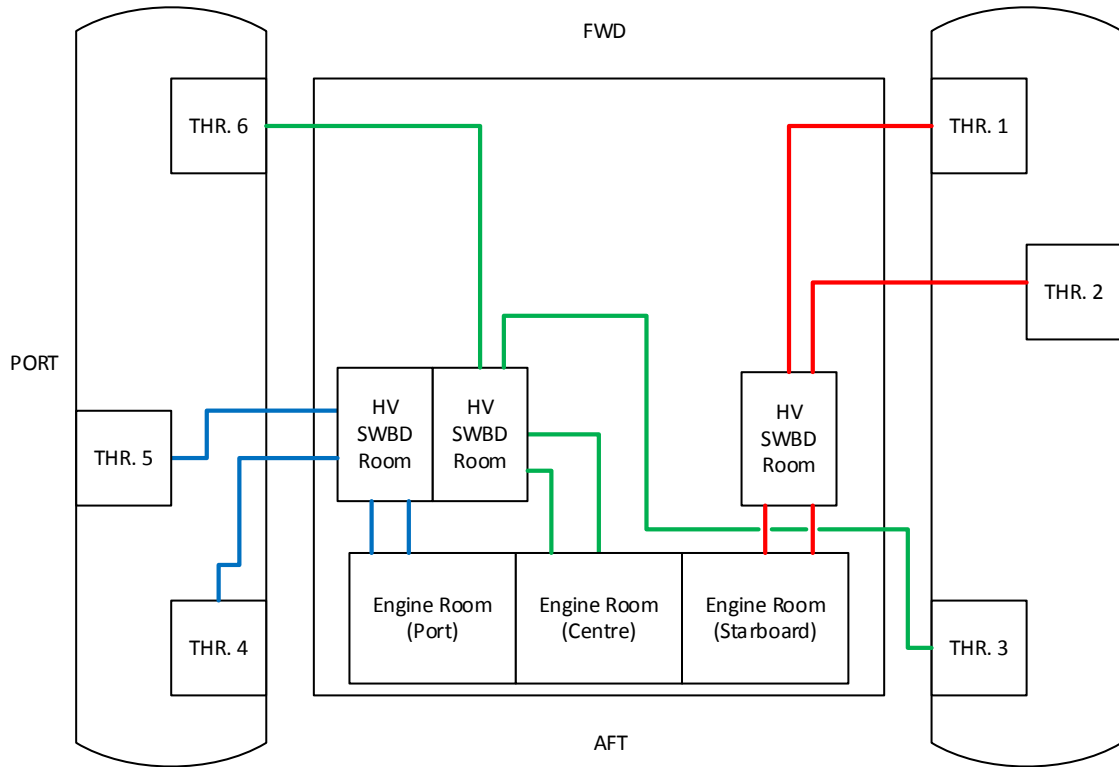 FWD
THR. 6
THR. 1
THR. 2
PORT
HV
SWBD
Room
HV
SWBD
Room
HV
SWBD
Room
THR. 5
Engine Room
(Port)
Engine Room
(Centre)
Engine Room
(Starboard)
THR. 4
THR. 3
AFT